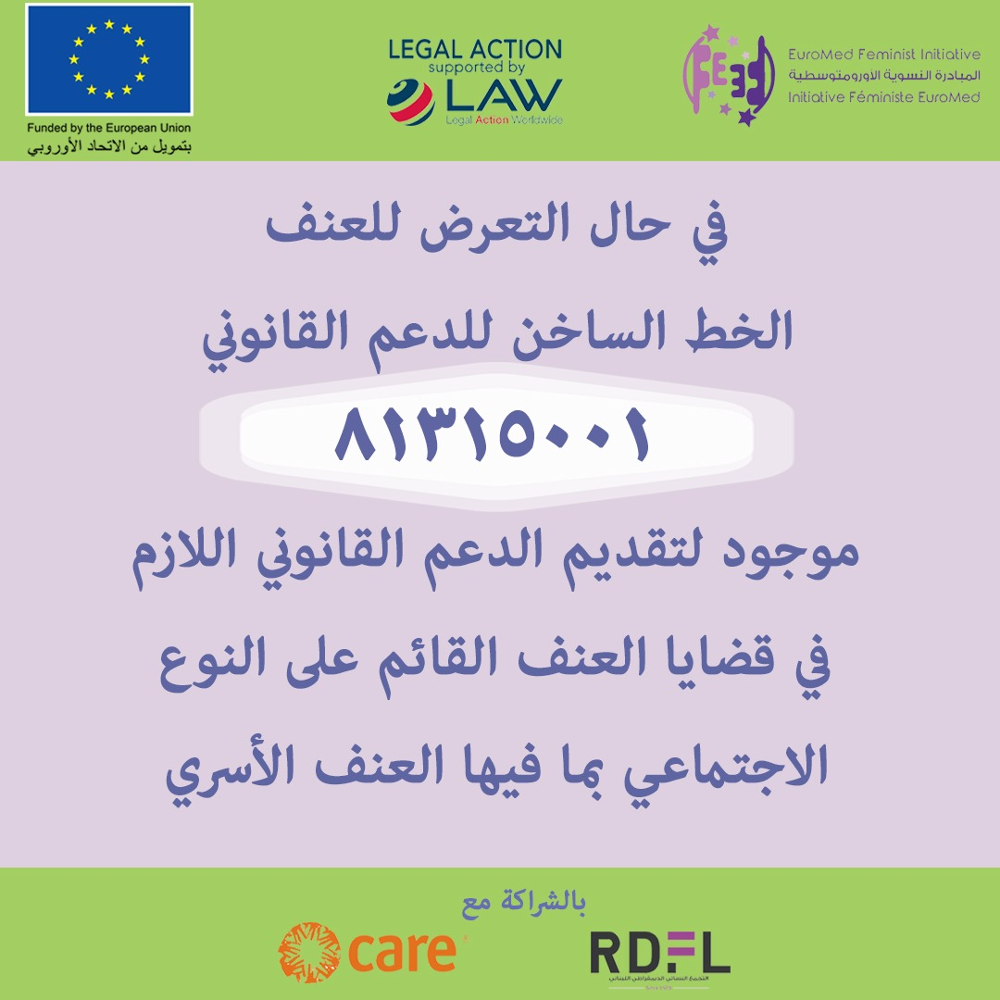 Funded by the European Union
بتمويل من الاتحاد الأوروبي
LEGAL ACTION
supported by
LAW
Legal Action Worldwide
EuroMed Feminist Initiative
المبادرة النسوية الأورومتوسطية
Initiative Féministe EuroMed
في حال التعرض للعنف
الخط الساخن للدعم القانوني
٨١٣١٥٠٠١
موجود لتقديم الدعم القانوني اللازم
في قضايا العنف القائم على النوع
الاجتماعي بما فيها العنف الأسري
بالشراكة مع
care
RDFL
التجمع النسائي الديمقراطي اللبناني